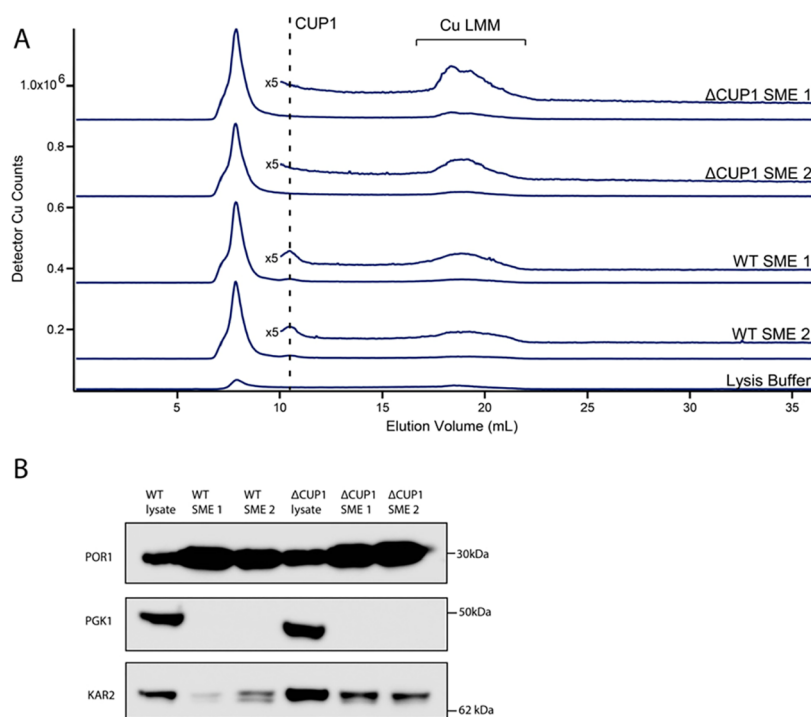 A
CUP1
Cu LMM
x5
ΔCUP1 SME 1
x5
ΔCUP1 SME 2
x5
WT SME 1
x5
WT SME 2
Lysis Buffer
1.0x10⁶
0.8
0.6
0.4
0.2
Detector Cu Counts
5 10 15 20 25 30 35
Elution Volume (mL)
B
WT lysate
WT SME 1
WT SME 2
ΔCUP1 lysate
ΔCUP1 SME 1
ΔCUP1 SME 2
POR1
30kDa
PGK1
50kDa
KAR2
62 kDa